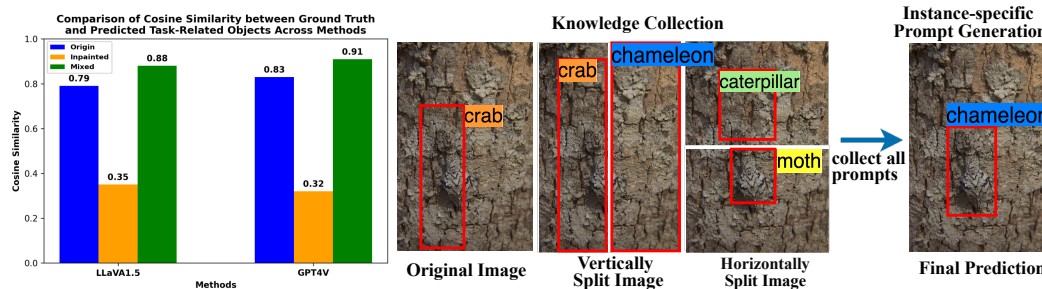 Comparison of Cosine Similarity between Ground Truth
and Predicted Task-Related Objects Across Methods
Cosine Similarity
1.0
0.8
0.6
0.4
0.2
0.0
Origin
Inpainted
Mixed
0.79
0.35
0.88
0.83
0.32
0.91
LLaVA1.5
GPT4V
Methods
Knowledge Collection
crab
Original Image
crab
chameleon
Vertically
Split Image
caterpillar
moth
Horizontally
Split Image
collect all
prompts
Instance-specific
Prompt Generation
chameleon
Final Prediction